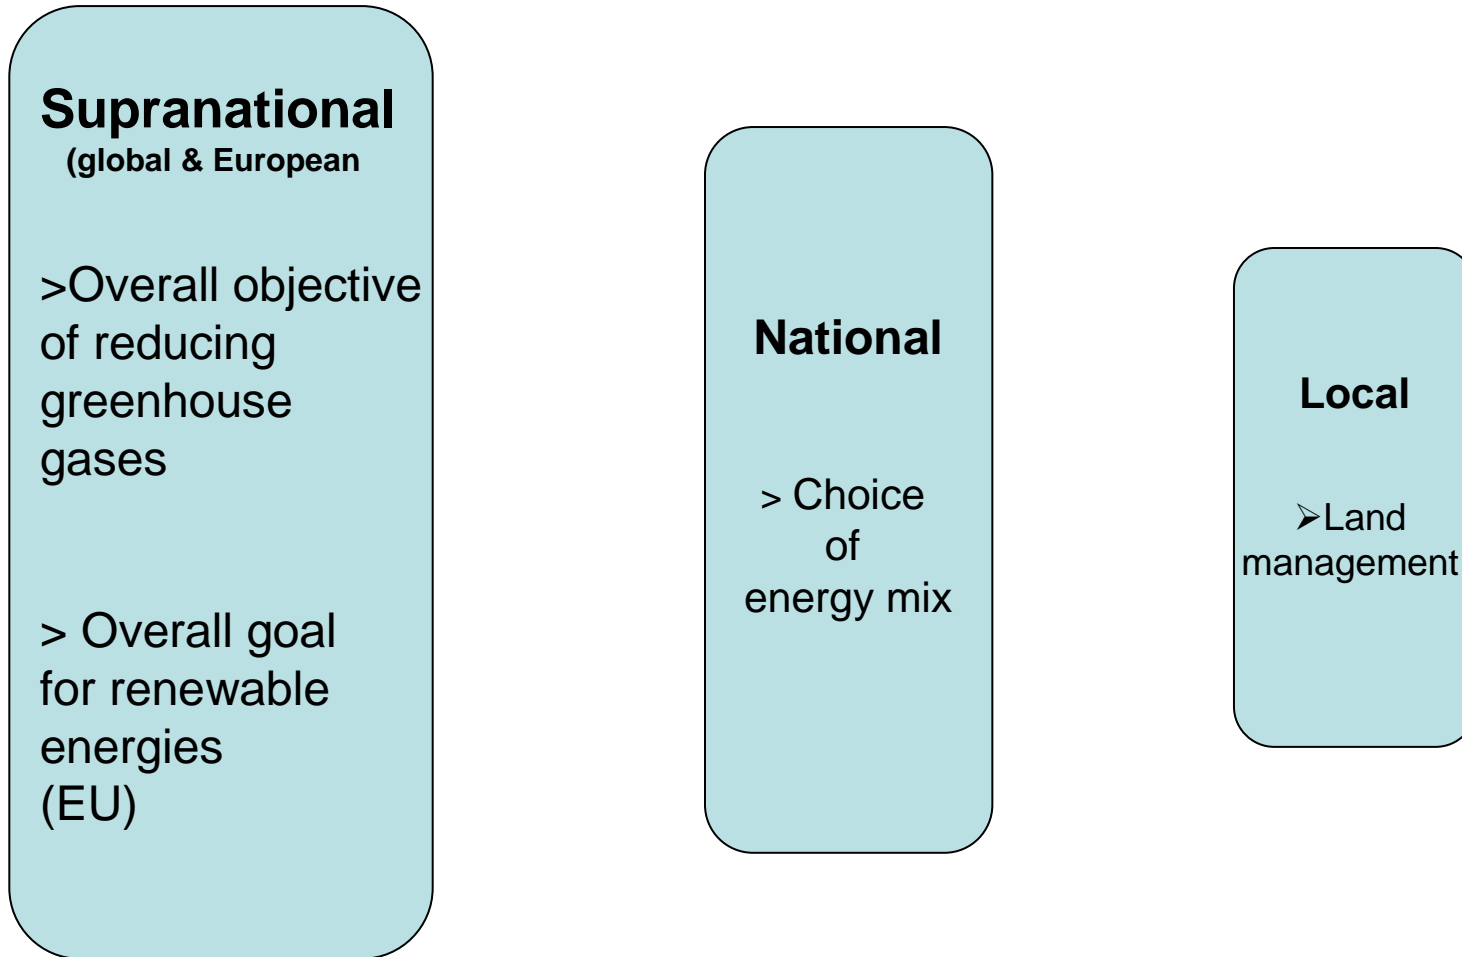 Supranational
(global & European
>Overall objective
of reducing
greenhouse
gases
> Overall goal
for renewable
energies
(EU)
National
> Choice
of
energy mix
Local
➢Land
management